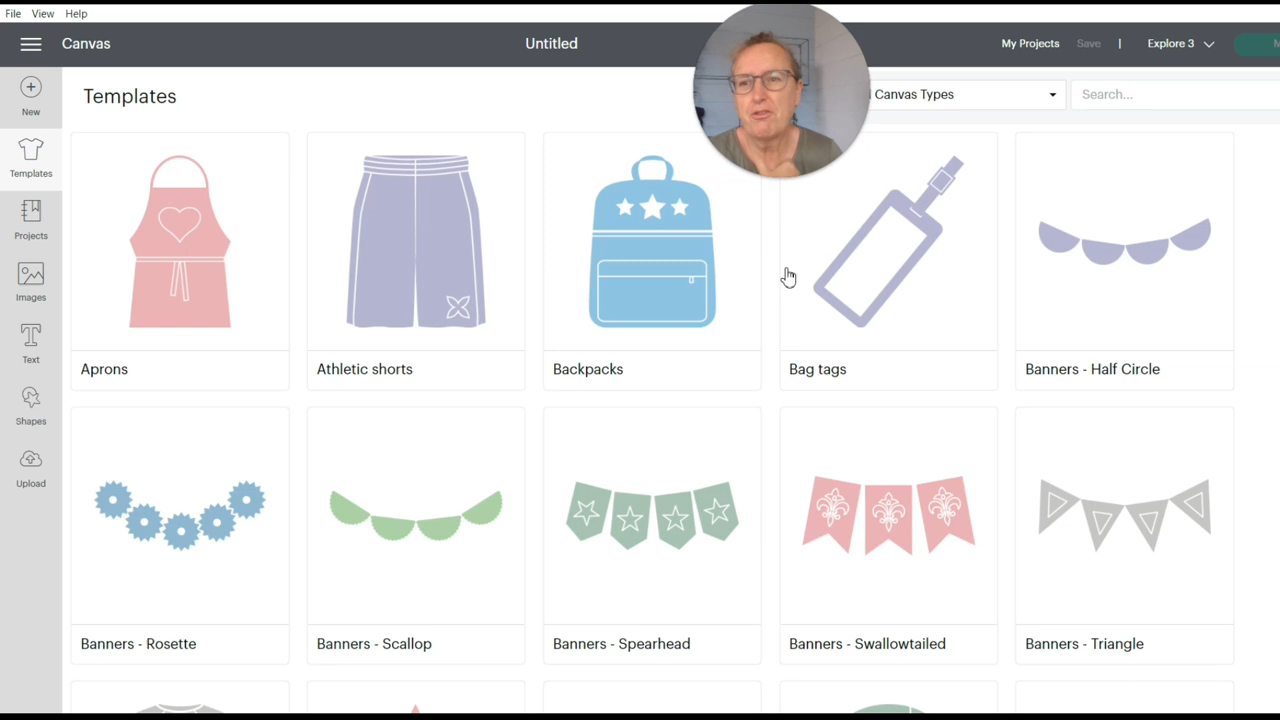 File View Help
Canvas
Untitled
My Projects Save | Explore 3
New
Templates
Projects
Images
Text
Shapes
Upload
Templates
Canvas Types
Search...
Aprons
Athletic shorts
Backpacks
Bag tags
Banners - Half Circle
Banners - Rosette
Banners - Scallop
Banners - Spearhead
Banners - Swallowtailed
Banners - Triangle